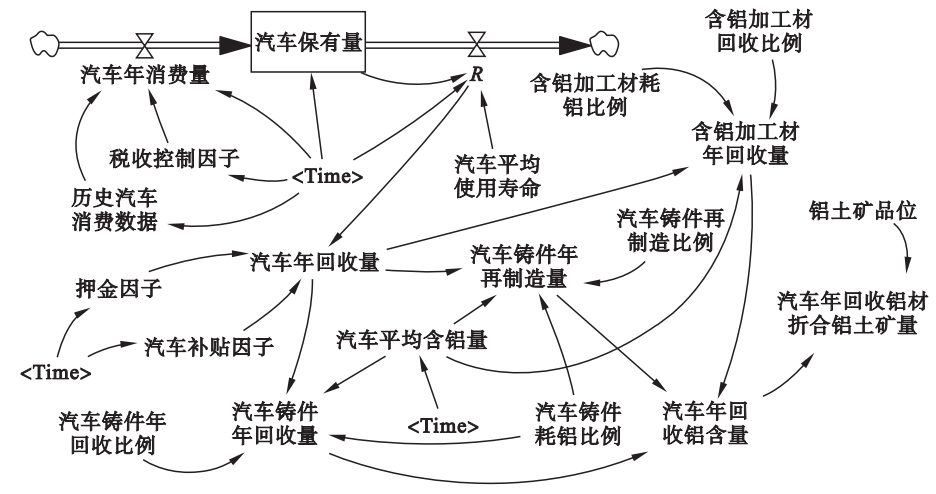 汽车保有量
含铝加工材
回收比例
汽车年消费量
R
含铝加工材耗
铝比例
含铝加工材
年回收量
税收控制因子
<Time>
汽车平均
使用寿命
历史汽车
消费数据
汽车铸件再
制造比例
铝土矿品位
汽车年回收量
汽车铸件年
再制造量
押金因子
汽车年回收铝材
折合铝土矿量
汽车补贴因子
汽车平均含铝量
<Time>
汽车铸件年
回收比例
汽车铸件
年回收量
<Time>
汽车铸件
耗铝比例
汽车年回
收铝含量